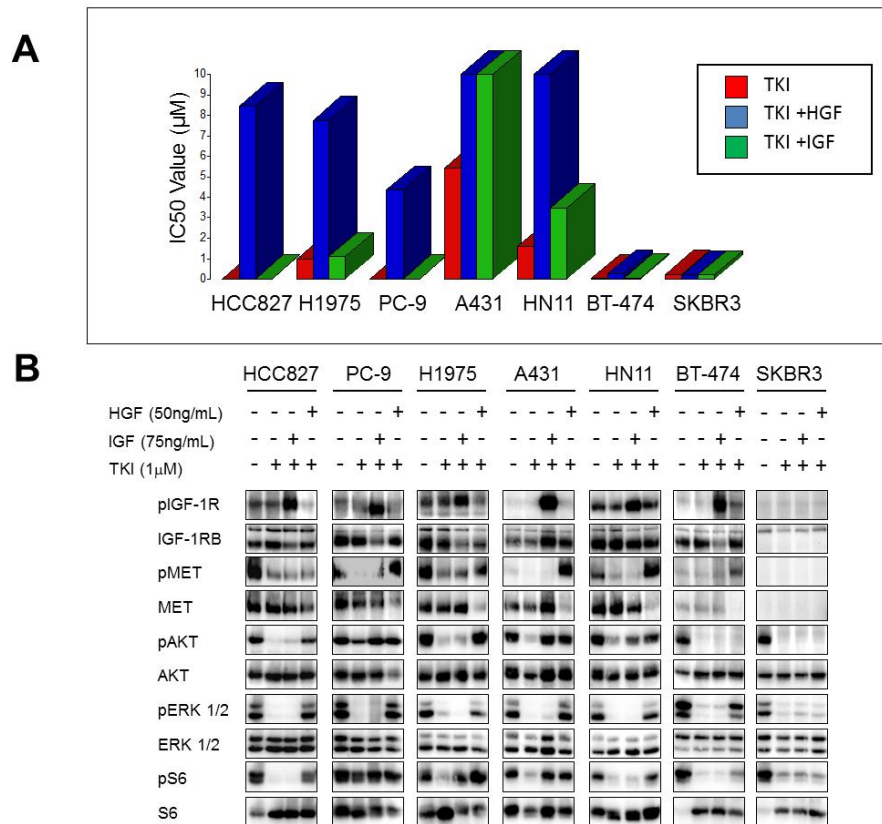 A
IC50 Value (µM)
10
9
8
7
6
5
4
3
2
1
0
HCC827 H1975 PC-9 A431 HN11 BT-474 SKBR3
TKI
TKI +HGF
TKI +IGF
B
HCC827 PC-9 H1975 A431 HN11 BT-474 SKBR3
HGF (50ng/mL) - - - + - - - + - - - + - - - + - - - + - - - + - - - +
IGF (75ng/mL) - - + - - - + - - - + - - - + - - - + - - - + - - - + -
TKI (1µM) - + + + - + + + - + + + - + + + - + + + - + + + - + + +
pIGF-1R
IGF-1RB
pMET
MET
pAKT
AKT
pERK 1/2
ERK 1/2
pS6
S6